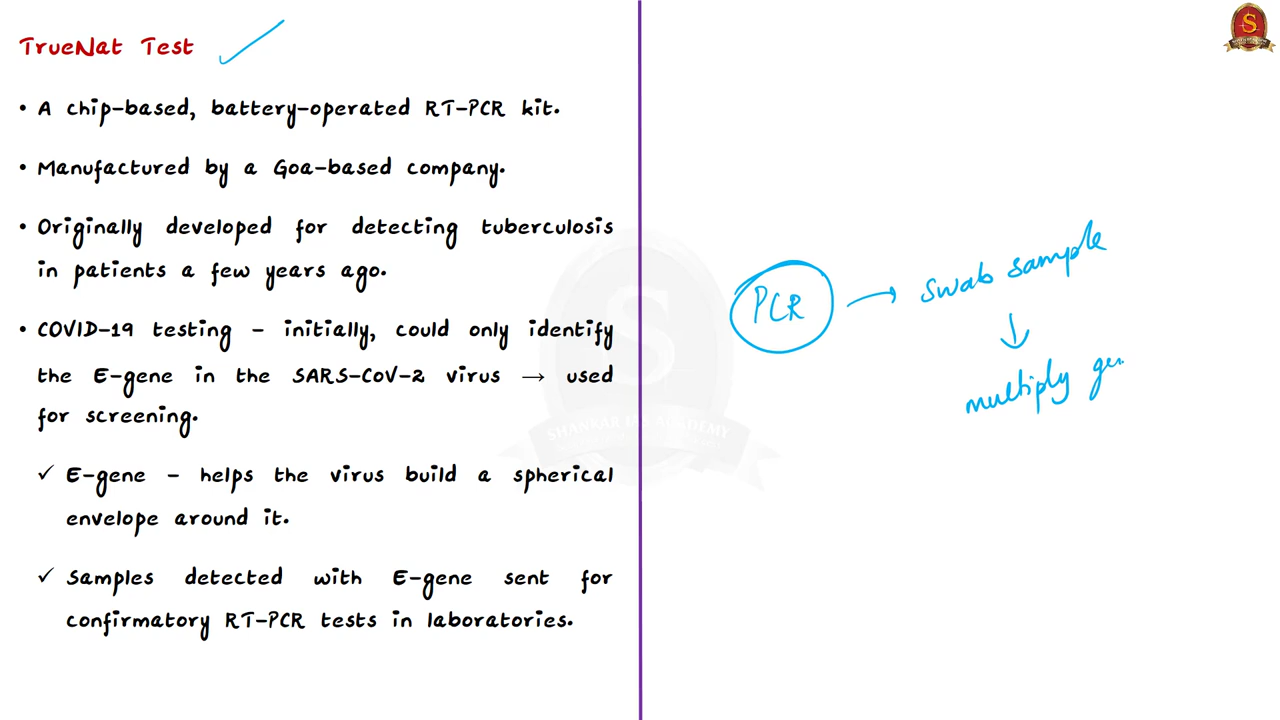 TrueNat Test
• A chip-based, battery-operated RT-PCR kit.
• Manufactured by a Goa-based company.
• Originally developed for detecting tuberculosis
in patients a few years ago.
• COVID-19 testing - initially, could only identify
the E-gene in the SARS-CoV-2 virus → used
for screening.
✓ E-gene - helps the virus build a spherical
envelope around it.
✓ Samples detected with E-gene sent for
confirmatory RT-PCR tests in laboratories.
PCR → swab sample
↓
multiply
SHANKAR IAS ACADEMY